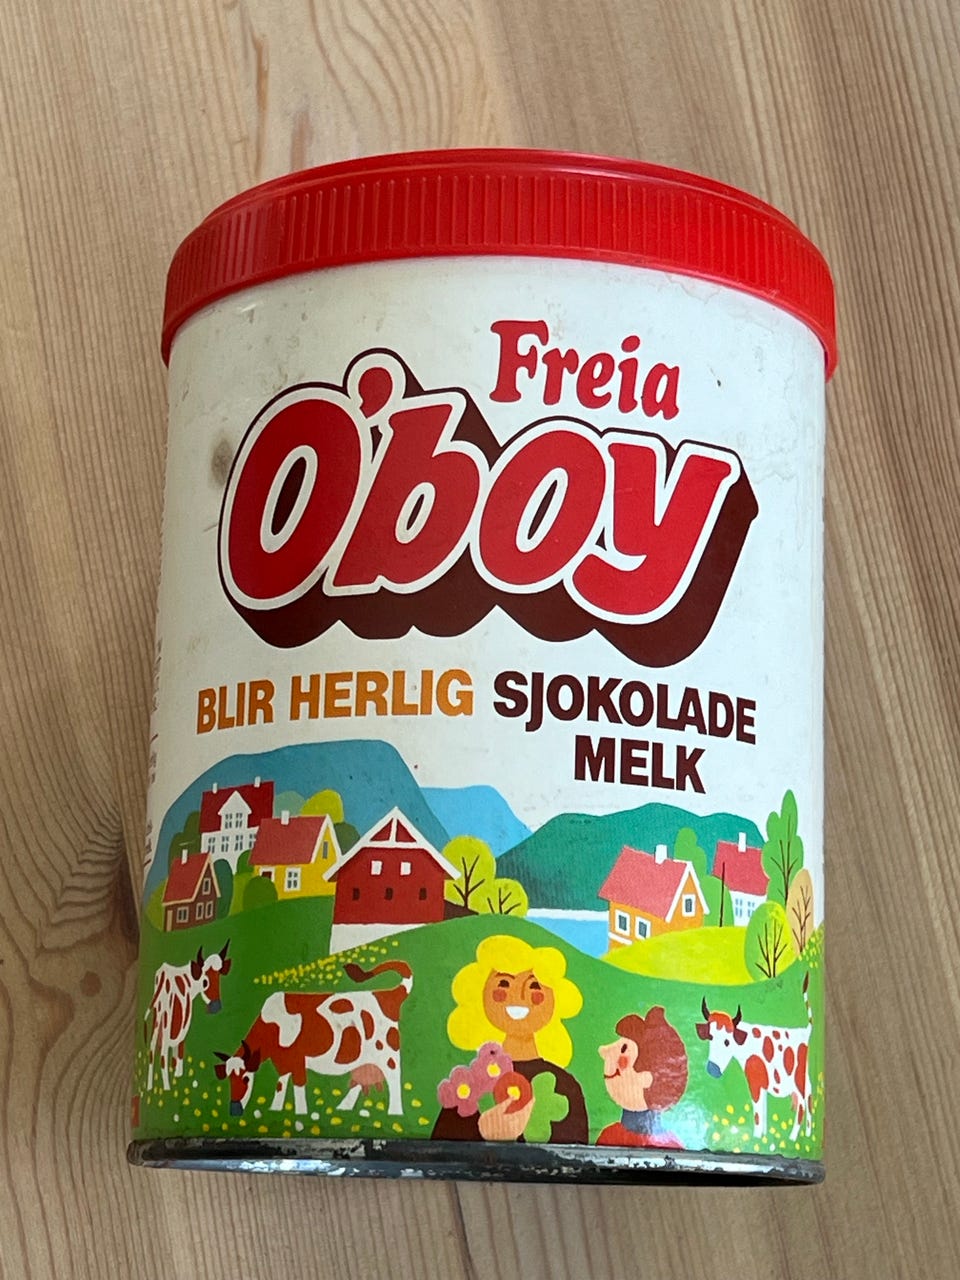 Freia
O'boy
BLIR HERLIG SJOKOLADE
MELK